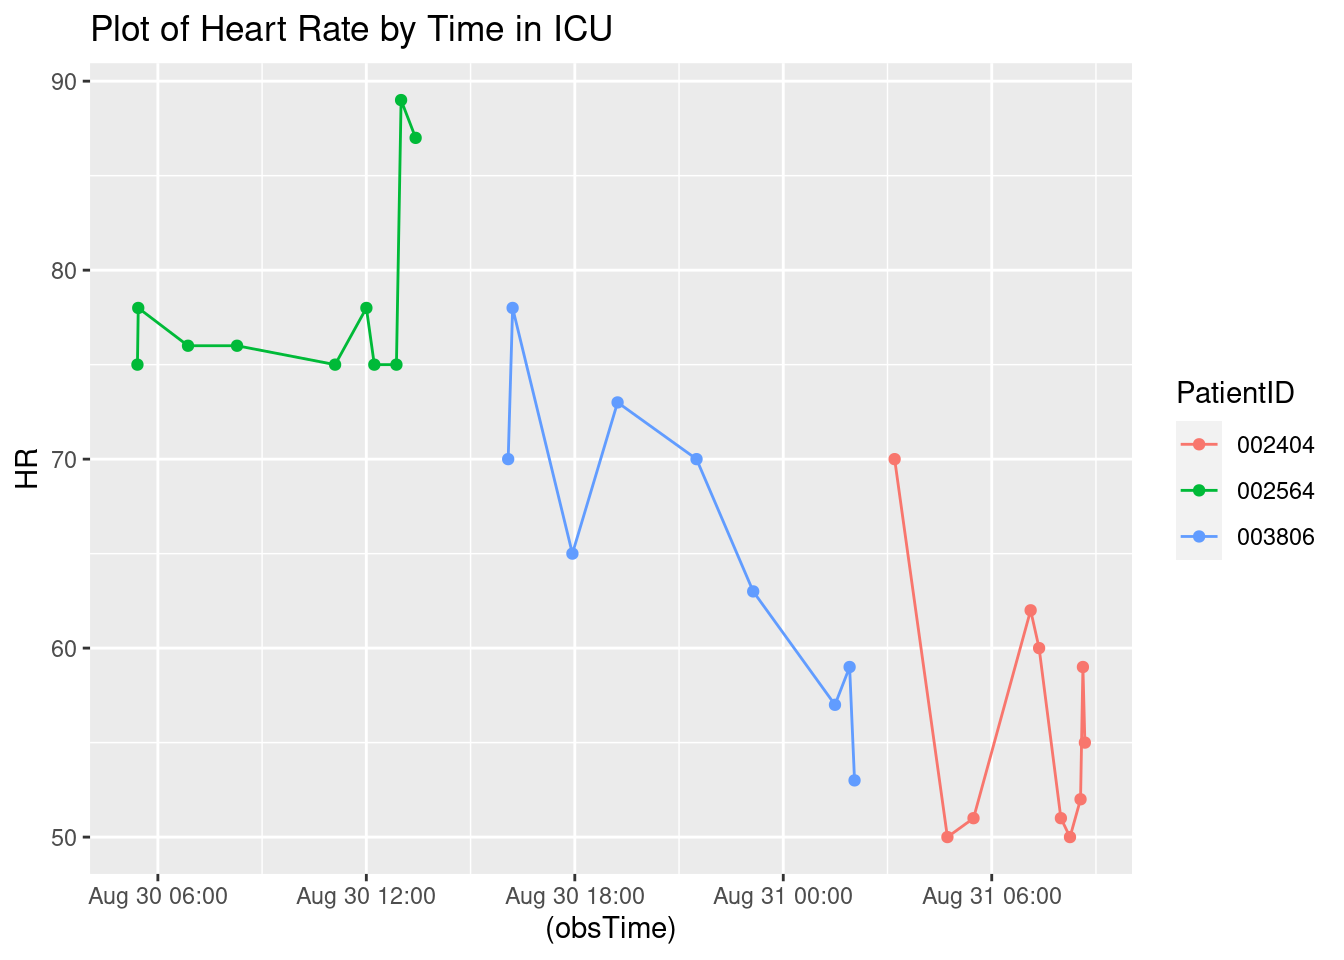 Plot of Heart Rate by Time in ICU
90
80
70
60
50
HR
Aug 30 06:00
Aug 30 12:00
Aug 30 18:00
Aug 31 00:00
Aug 31 06:00
(obsTime)
PatientID
002404
002564
003806